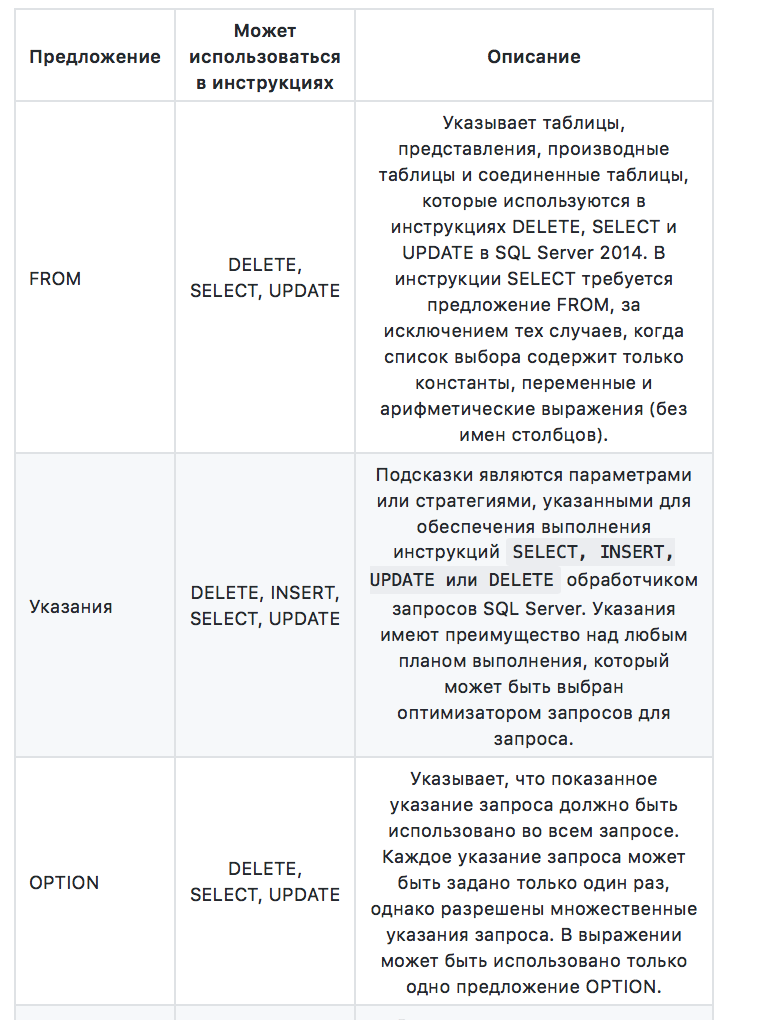 Предложение
Может
использоваться
в инструкциях
Описание
FROM
DELETE,
SELECT, UPDATE
Указывает таблицы,
представления, производные
таблицы и соединенные таблицы,
которые используются в
инструкциях DELETE, SELECT и
UPDATE в SQL Server 2014. В
инструкции SELECT требуется
предложение FROM, за
исключением тех случаев, когда
список выбора содержит только
константы, переменные и
арифметические выражения (без
имен столбцов).
Указания
DELETE, INSERT,
SELECT, UPDATE
Подсказки являются параметрами
или стратегиями, указанными для
обеспечения выполнения
инструкций SELECT, INSERT,
UPDATE или DELETE обработчиком
запросов SQL Server. Указания
имеют преимущество над любым
планом выполнения, который
может быть выбран
оптимизатором запросов для
запроса.
OPTION
DELETE,
SELECT, UPDATE
Указывает, что показанное
указание запроса должно быть
использовано во всем запросе.
Каждое указание запроса может
быть задано только один раз,
однако разрешены множественные
указания запроса. В выражении
может быть использовано только
одно предложение OPTION.